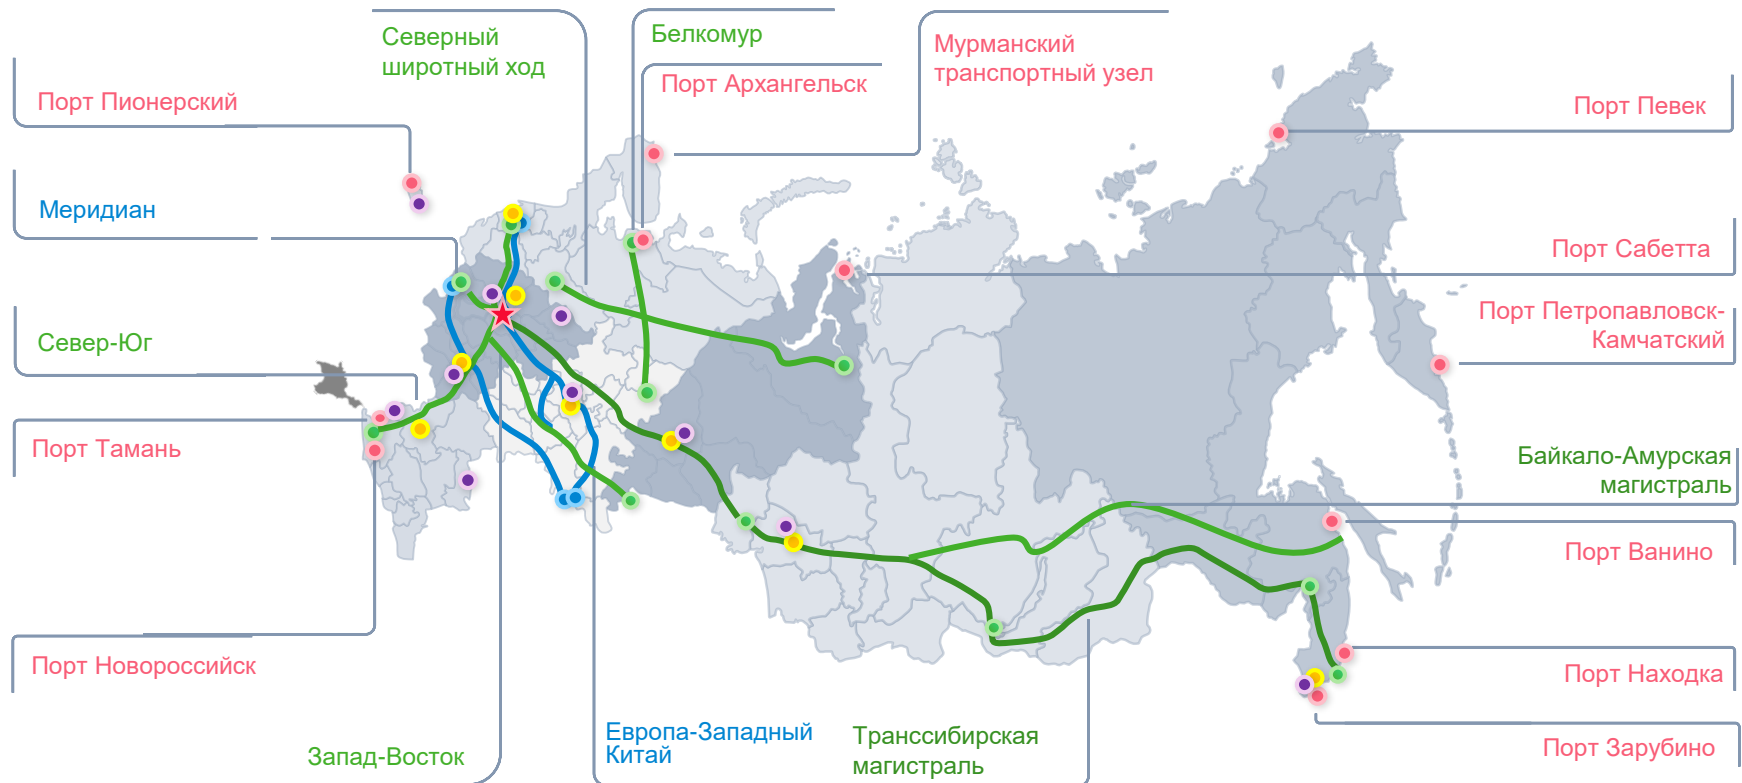 Северный
широтный ход
Белкомур
Порт Архангельск
Мурманский
транспортный узел
Порт Пионерский
Порт Певек
Меридиан
Порт Сабетта
Север-Юг
Порт Петропавловск-
Камчатский
Порт Тамань
Байкало-Амурская
магистраль
Порт Ванино
Порт Новороссийск
Порт Находка
Запад-Восток
Европа-Западный
Китай
Транссибирская
магистраль
Порт Зарубино